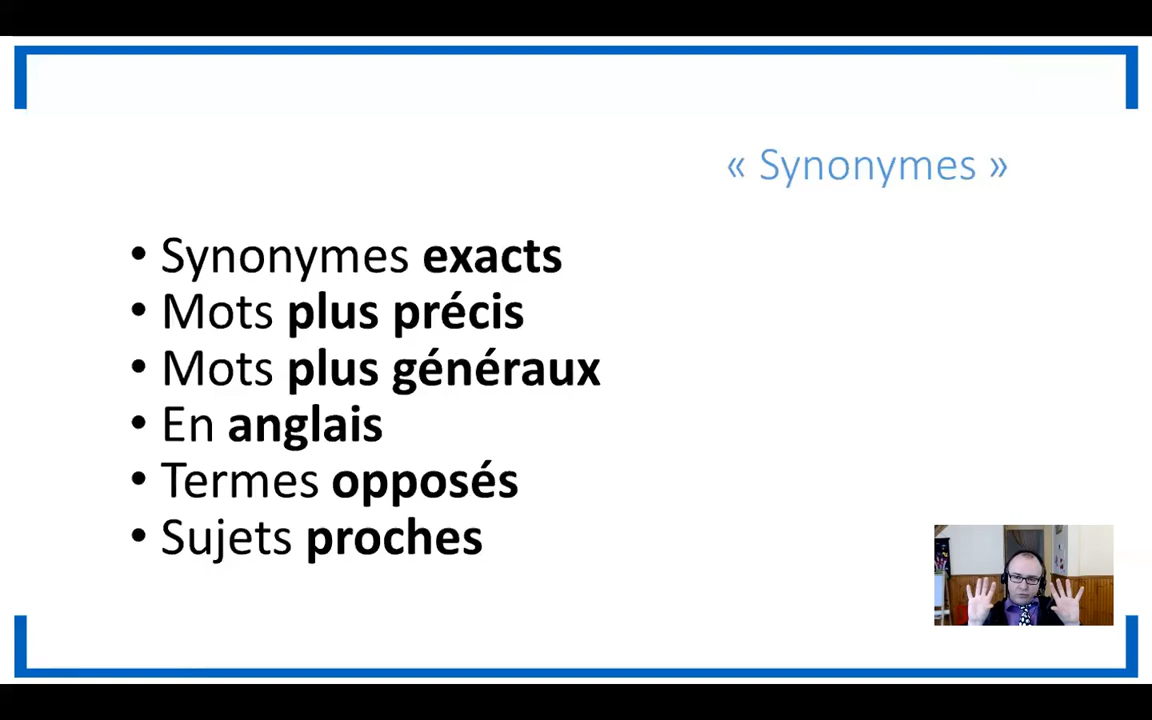 « Synonymes »
• Synonymes exacts
• Mots plus précis
• Mots plus généraux
• En anglais
• Termes opposés
• Sujets proches